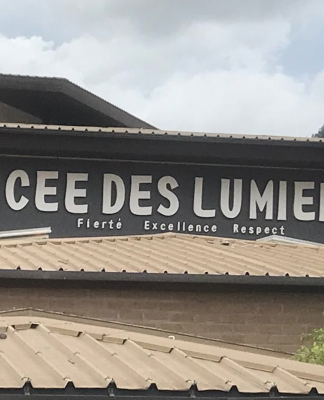 CEE DES LUMIE
Fierté Excellence Respect